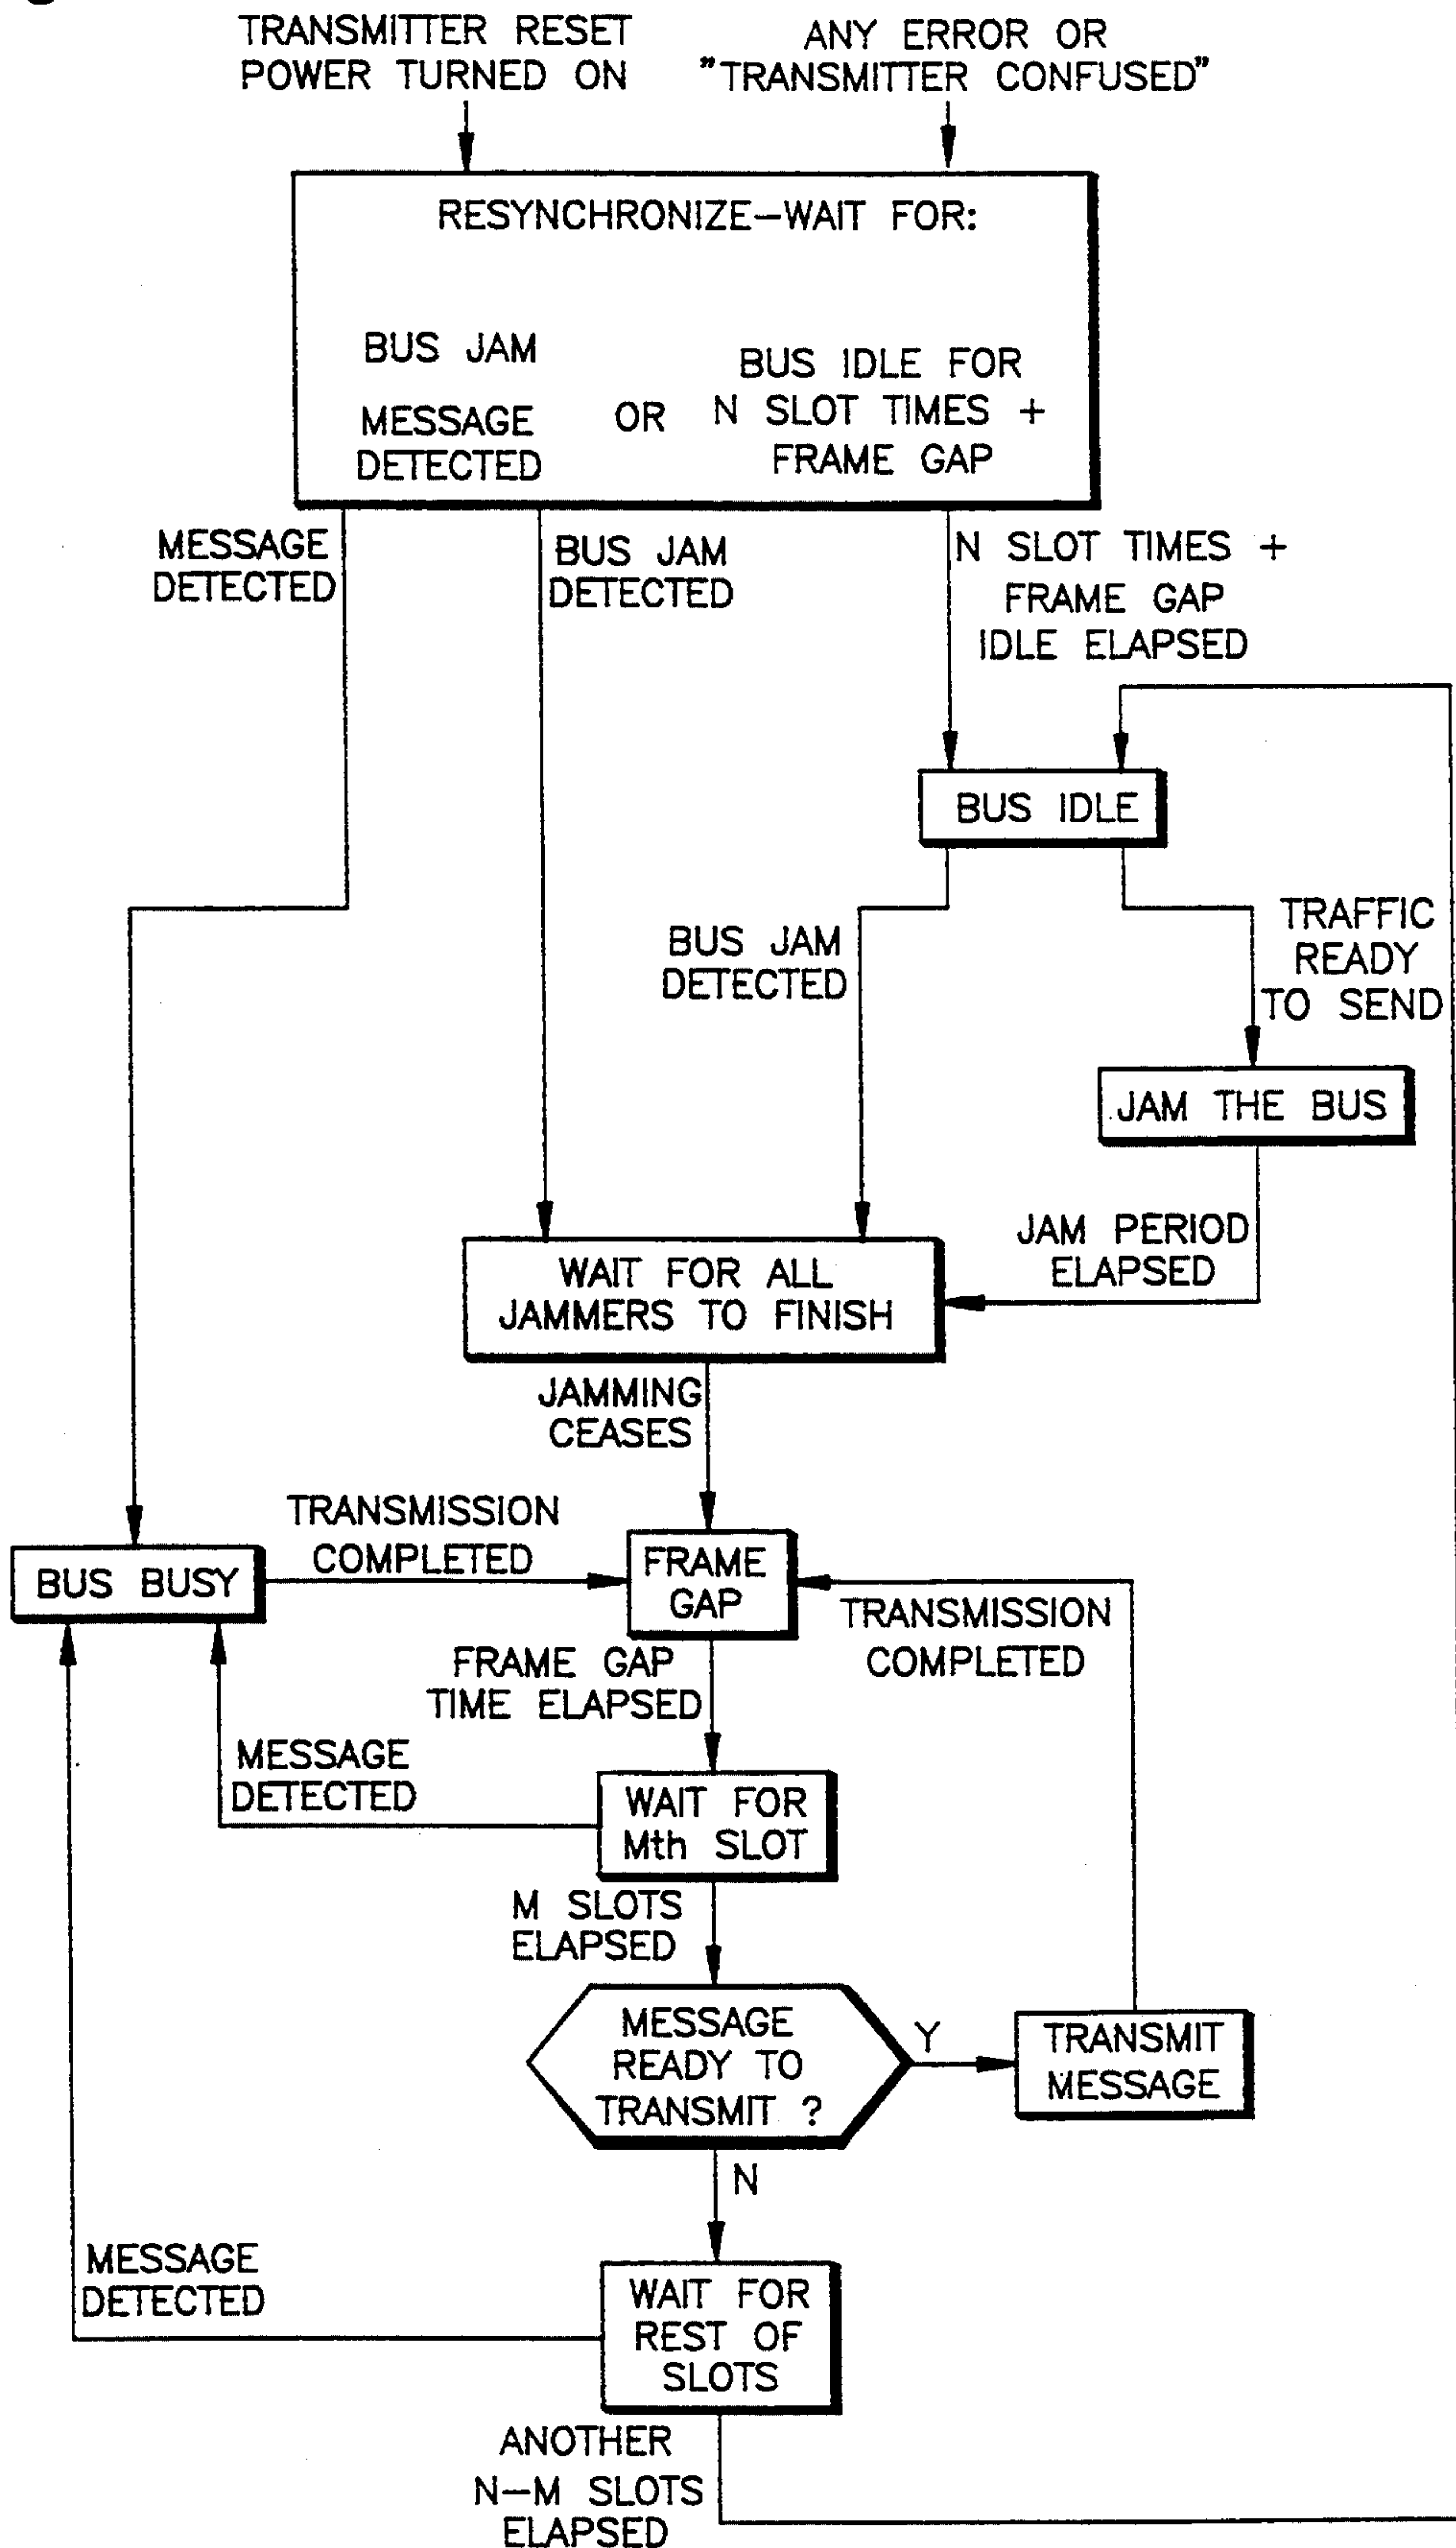 TRANSMITTER RESET
POWER TURNED ON
ANY ERROR OR
"TRANSMITTER CONFUSED"
RESYNCHRONIZE-WAIT FOR:
BUS JAM
MESSAGE
DETECTED
OR
BUS IDLE FOR
N SLOT TIMES +
FRAME GAP
MESSAGE
DETECTED
BUS JAM
DETECTED
N SLOT TIMES +
FRAME GAP
IDLE ELAPSED
BUS IDLE
BUS JAM
DETECTED
TRAFFIC
READY
TO SEND
JAM THE BUS
JAM PERIOD
ELAPSED
WAIT FOR ALL
JAMMERS TO FINISH
JAMMING
CEASES
TRANSMISSION
COMPLETED
BUS BUSY
FRAME
GAP
TRANSMISSION
COMPLETED
FRAME GAP
TIME ELAPSED
MESSAGE
DETECTED
WAIT FOR
Mth SLOT
M SLOTS
ELAPSED
MESSAGE
READY TO
TRANSMIT ?
Y
TRANSMIT
MESSAGE
N
MESSAGE
DETECTED
WAIT FOR
REST OF
SLOTS
ANOTHER
N-M SLOTS
ELAPSED